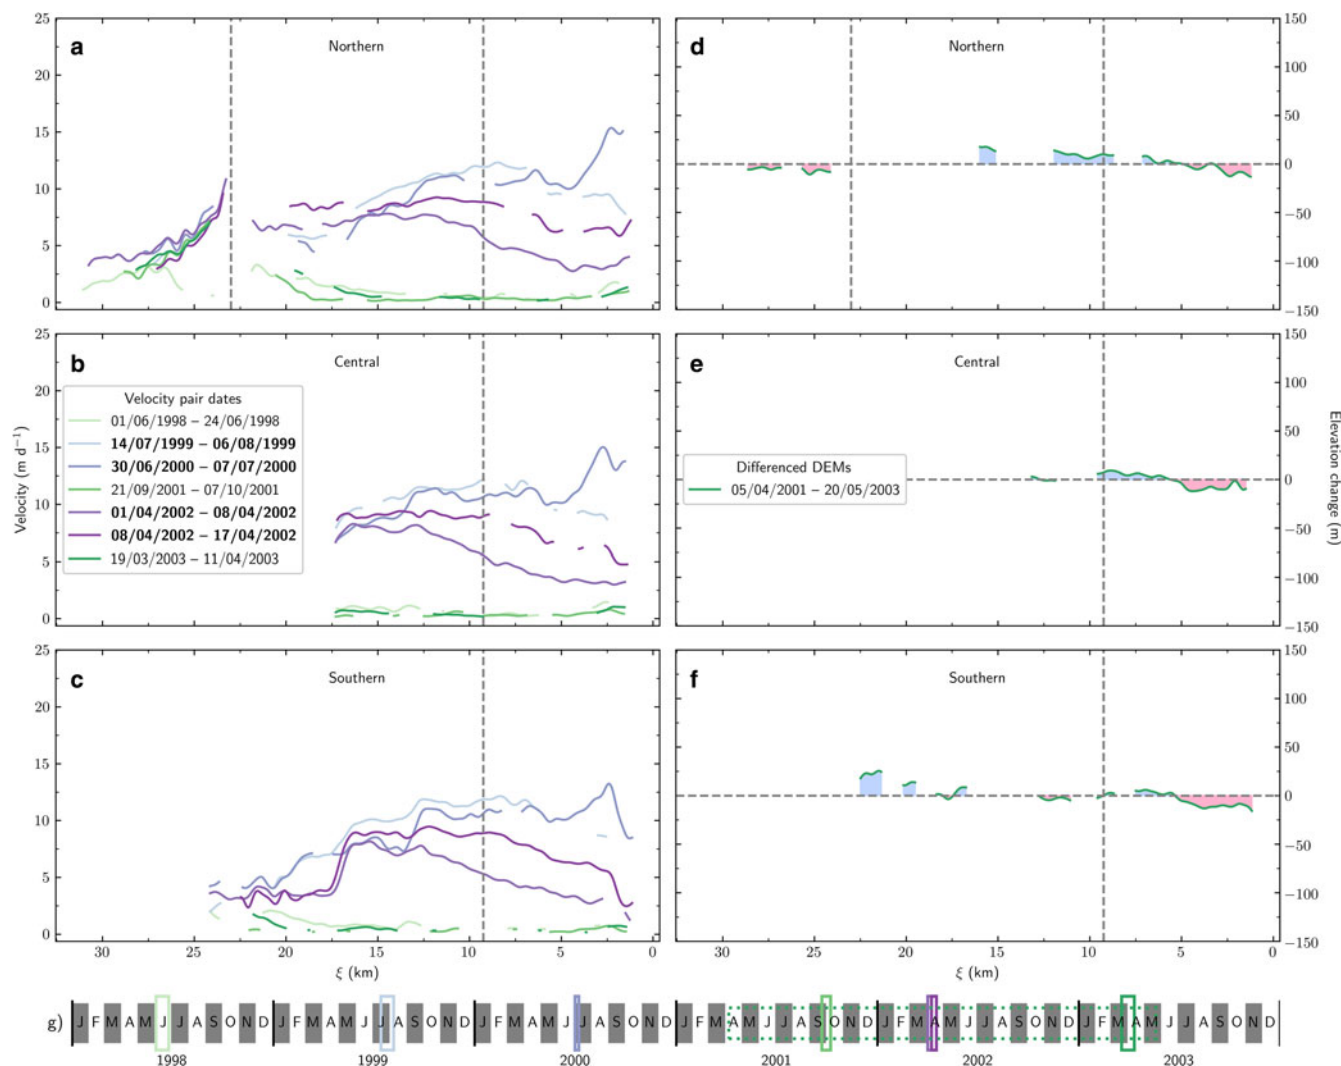 a
Northern
25
20
15
10
5
0
d
Northern
150
100
50
0
−50
−100
−150
b
Central
25
20
15
10
5
0
Velocity (m d⁻¹)
Velocity pair dates
01/06/1998 – 24/06/1998
14/07/1999 – 06/08/1999
30/06/2000 – 07/07/2000
21/09/2001 – 07/10/2001
01/04/2002 – 08/04/2002
08/04/2002 – 17/04/2002
19/03/2003 – 11/04/2003
e
Central
150
100
50
0
−50
−100
−150
Elevation change (m)
Differenced DEMs
05/04/2001 – 20/05/2003
c
Southern
25
20
15
10
5
0
30 25 20 15 10 5 0
ξ (km)
f
Southern
150
100
50
0
−50
−100
−150
30 25 20 15 10 5 0
ξ (km)
g) J F M A M J J A S O N D J F M A M J J A S O N D J F M A M J J A S O N D J F M A M J J A S O N D J F M A M J J A S O N D J F M A M J J A S O N D
1998 1999 2000 2001 2002 2003